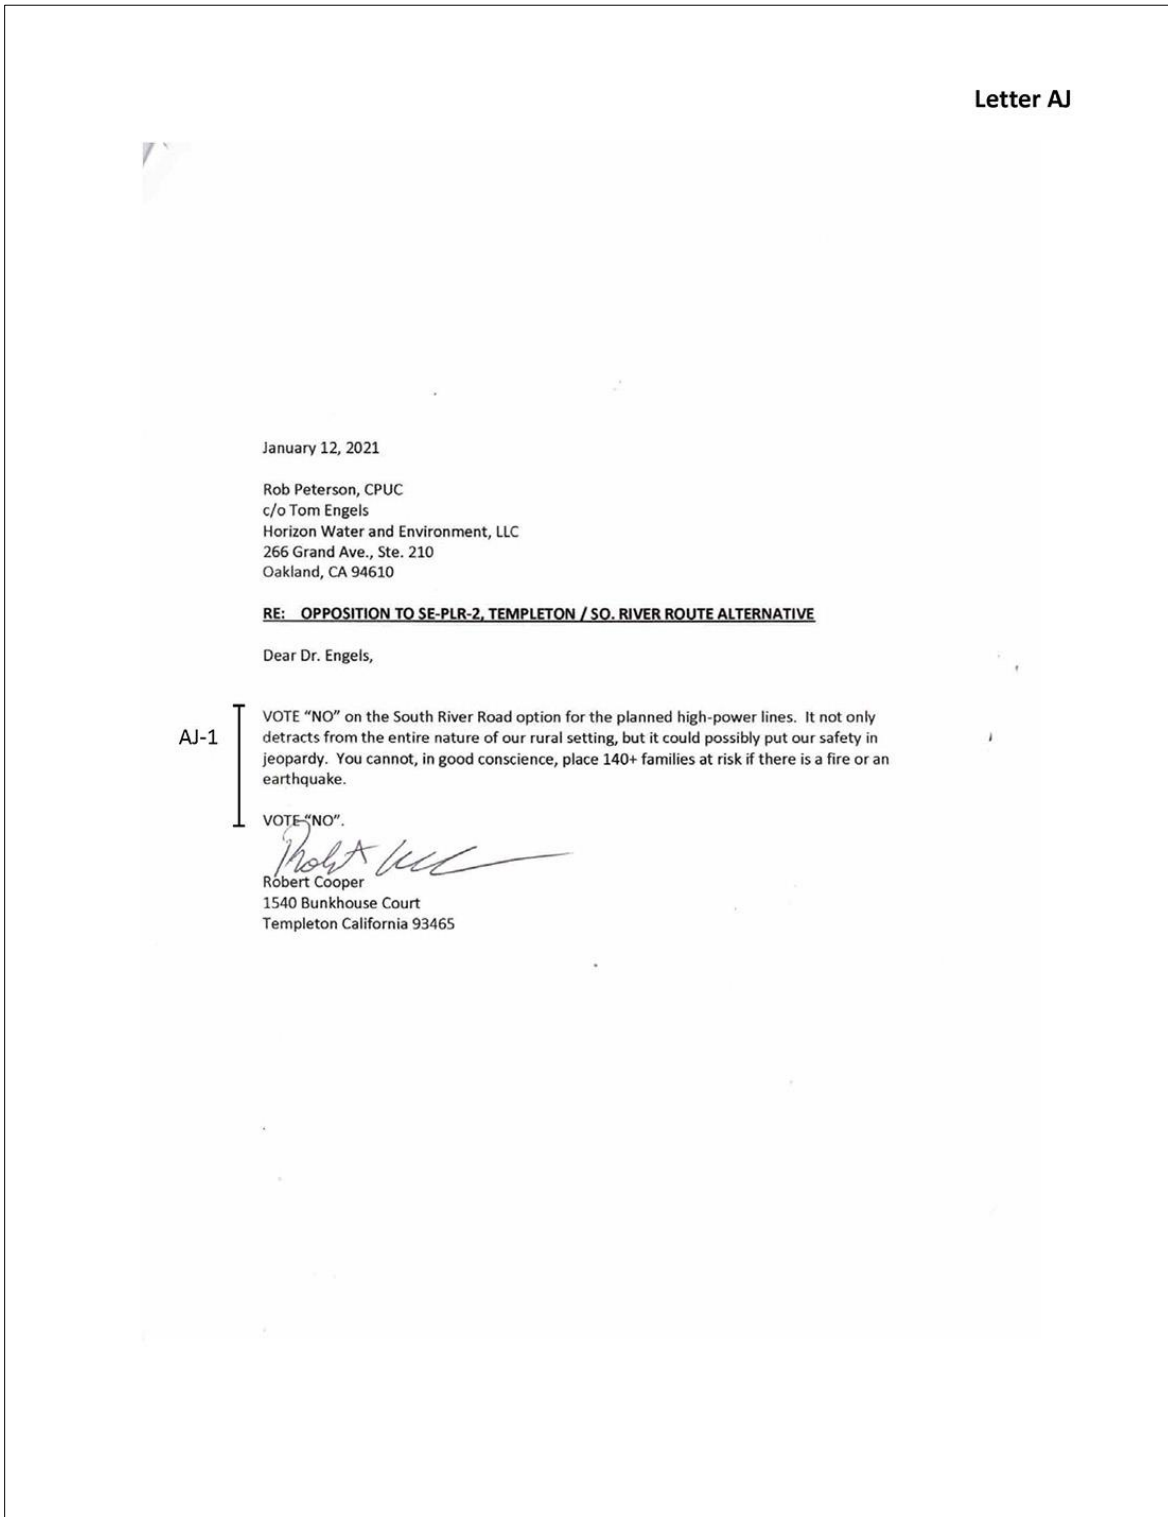 Letter AJ
January 12, 2021
Rob Peterson, CPUC
c/o Tom Engels
Horizon Water and Environment, LLC
266 Grand Ave., Ste. 210
Oakland, CA 94610
RE: OPPOSITION TO SE-PLR-2, TEMPLETON / SO. RIVER ROUTE ALTERNATIVE
Dear Dr. Engels,
AJ-1
VOTE “NO” on the South River Road option for the planned high-power lines. It not only
detracts from the entire nature of our rural setting, but it could possibly put our safety in
jeopardy. You cannot, in good conscience, place 140+ families at risk if there is a fire or an
earthquake.
VOTE “NO”.
Robert Cooper
1540 Bunkhouse Court
Templeton California 93465